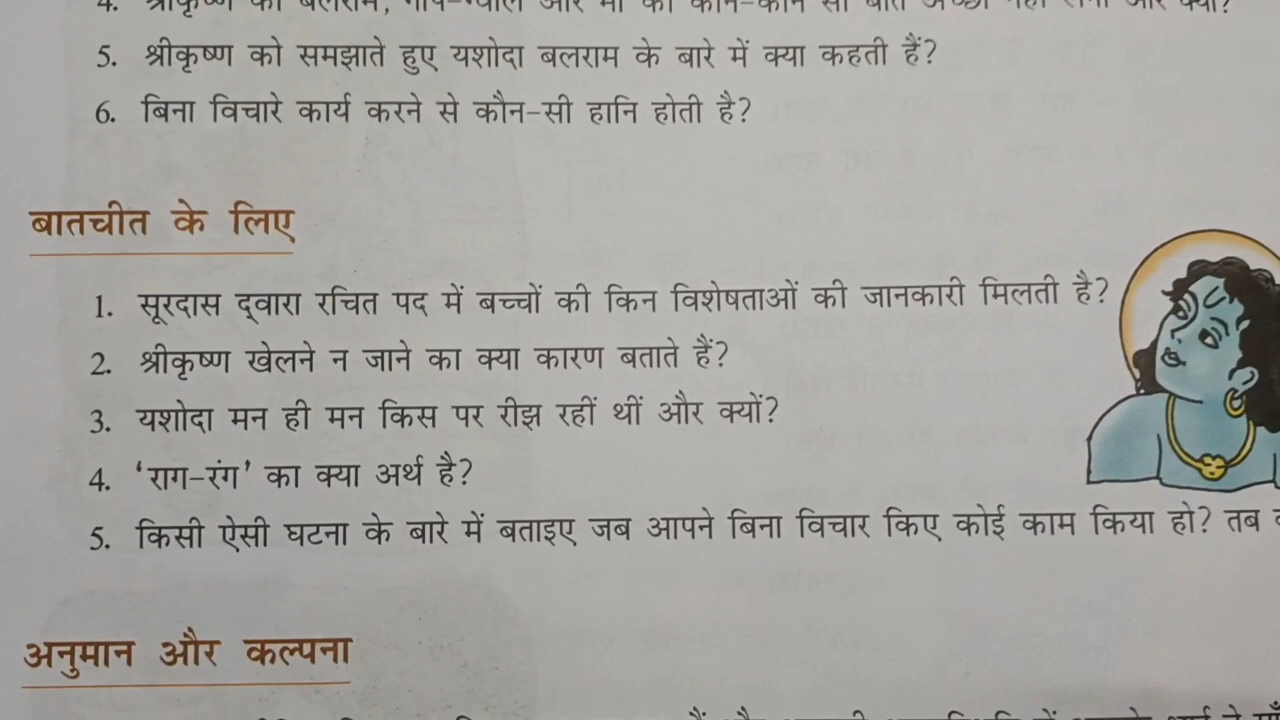 5. श्रीकृष्ण को समझाते हुए यशोदा बलराम के बारे में क्या कहती हैं?
6. बिना विचारे कार्य करने से कौन-सी हानि होती है?
बातचीत के लिए
1. सूरदास द्वारा रचित पद में बच्चों की किन विशेषताओं की जानकारी मिलती है?
2. श्रीकृष्ण खेलने न जाने का क्या कारण बताते हैं?
3. यशोदा मन ही मन किस पर रीझ रहीं थीं और क्यों?
4. ‘राग-रंग’ का क्या अर्थ है?
5. किसी ऐसी घटना के बारे में बताइए जब आपने बिना विचार किए कोई काम किया हो? तब
अनुमान और कल्पना